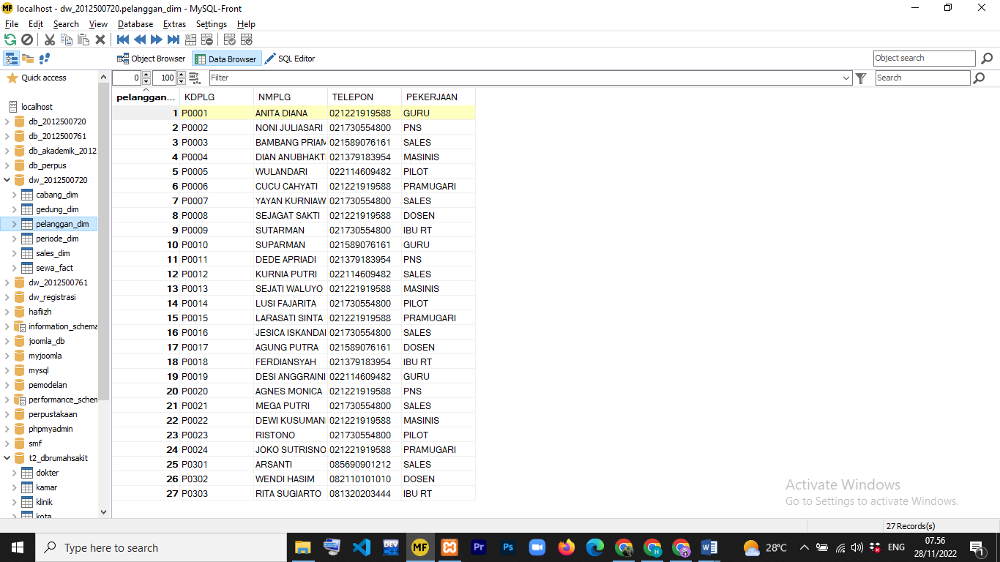 localhost - dw_2012500720.pelanggan_dim - MySQL-Front
File Edit Search View Database Extras Settings Help
Object Browser Data Browser SQL Editor Object search
Quick access
0 100 Filter Search
localhost
db_2012500720
db_2012500761
db_akademik_2012
db_perpus
dw_2012500720
cabang_dim
gedung_dim
pelanggan_dim
periode_dim
sales_dim
sewa_fact
dw_2012500761
dw_registrasi
hafiizh
information_schema
joomla_db
myjoomla
mysql
pemodelan
performance_schem
perpustakaan
phpmyadmin
smf
t2_dbrumahsakit
dokter
kamar
klinik
kota
pelanggan... KDPLG NMPLG TELEPON PEKERJAAN
1 P0001 ANITA DIANA 021221919588 GURU
2 P0002 NONI JULIASARI 021730554800 PNS
3 P0003 BAMBANG PRIAM 021589076161 SALES
4 P0004 DIAN ANUBHAKTI 021379183954 MASINIS
5 P0005 WULANDARI 022114609482 PILOT
6 P0006 CUCU CAHYATI 021221919588 PRAMUGARI
7 P0007 YAYAN KURNIAW 021730554800 SALES
8 P0008 SEJAGAT SAKTI 021221919588 DOSEN
9 P0009 SUTARMAN 021730554800 IBU RT
10 P0010 SUPARMAN 021589076161 GURU
11 P0011 DEDE APRIADI 021379183954 PNS
12 P0012 KURNIA PUTRI 022114609482 SALES
13 P0013 SEJATI WALUYO 021221919588 MASINIS
14 P0014 LUSI FAJARITA 021730554800 PILOT
15 P0015 LARASATI SINTA 021221919588 PRAMUGARI
16 P0016 JESICA ISKANDAI 021730554800 SALES
17 P0017 AGUNG PUTRA 021589076161 DOSEN
18 P0018 FERDIANSYAH 021379183954 IBU RT
19 P0019 DESI ANGGRAINI 022114609482 GURU
20 P0020 AGNES MONICA 021221919588 PNS
21 P0021 MEGA PUTRI 021730554800 SALES
22 P0022 DEWI KUSUMANI 021221919588 MASINIS
23 P0023 RISTONO 021730554800 PILOT
24 P0024 JOKO SUTRISNO 021221919588 PRAMUGARI
25 P0301 ARSANTI 085690901212 SALES
26 P0302 WENDI HASIM 082110101010 DOSEN
27 P0303 RITA SUGIARTO 081320203444 IBU RT
Activate Windows
Go to Settings to activate Windows.
27 Records(s)
Type here to search
DEV
MF
Pr
Ps
H
W
28°C
ENG
07.56
28/11/2022
1